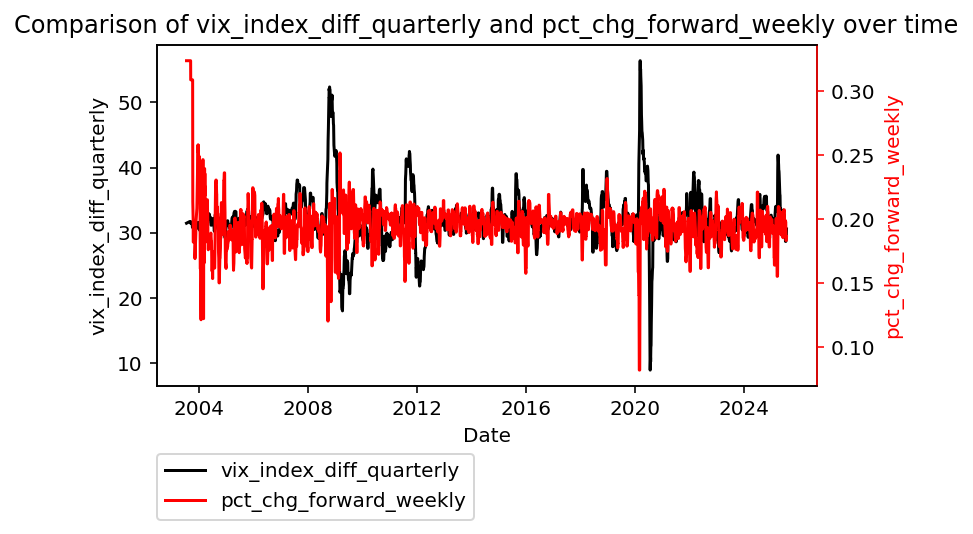 Comparison of vix_index_diff_quarterly and pct_chg_forward_weekly over time
vix_index_diff_quarterly
50
40
30
20
10
0.30
0.25
0.20
0.15
0.10
pct_chg_forward_weekly
2004 2008 2012 2016 2020 2024
Date
vix_index_diff_quarterly
pct_chg_forward_weekly